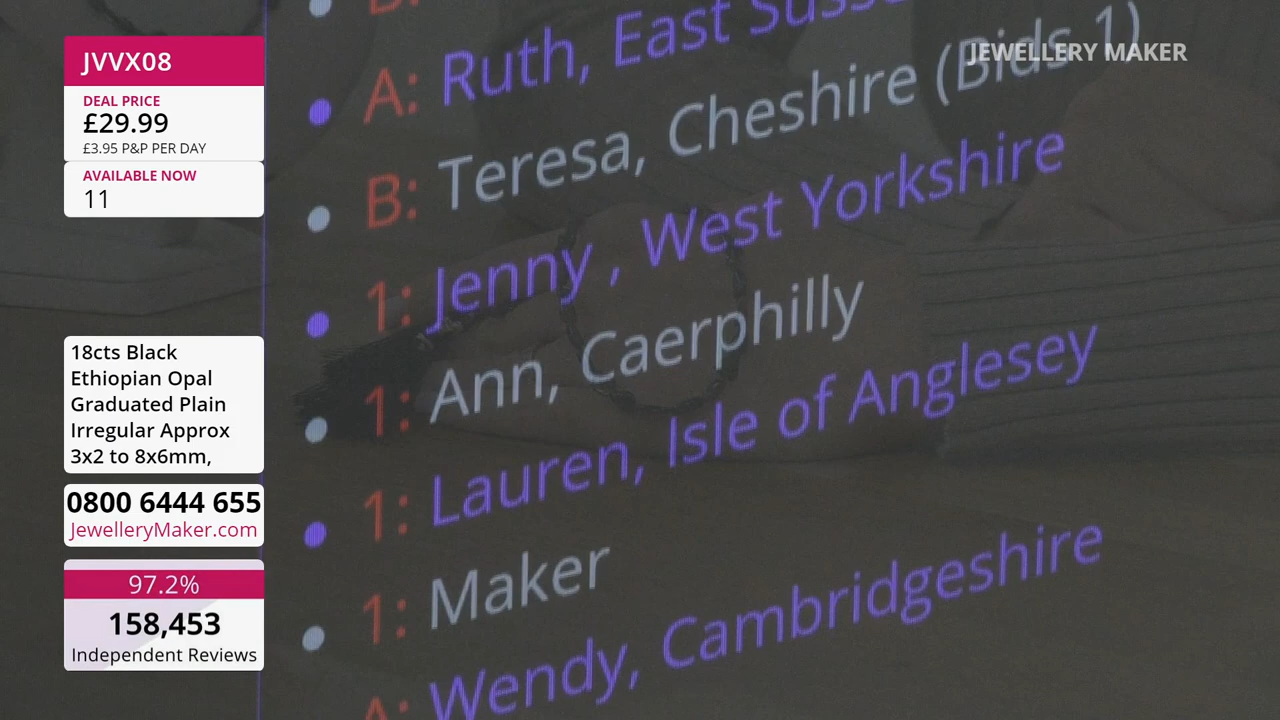 JVVX08
DEAL PRICE
£29.99
£3.95 P&P PER DAY
AVAILABLE NOW
11
18cts Black
Ethiopian Opal
Graduated Plain
Irregular Approx
3x2 to 8x6mm,
0800 6444 655
JewelleryMaker.com
97.2%
158,453
Independent Reviews
JEWELLERY MAKER
A: Ruth, East
B: Teresa, Cheshire (Bids 1)
1: Jenny , West Yorkshire
1: Ann, Caerphilly
1: Lauren, Isle of Anglesey
1: Maker
A: Wendy, Cambridgeshire